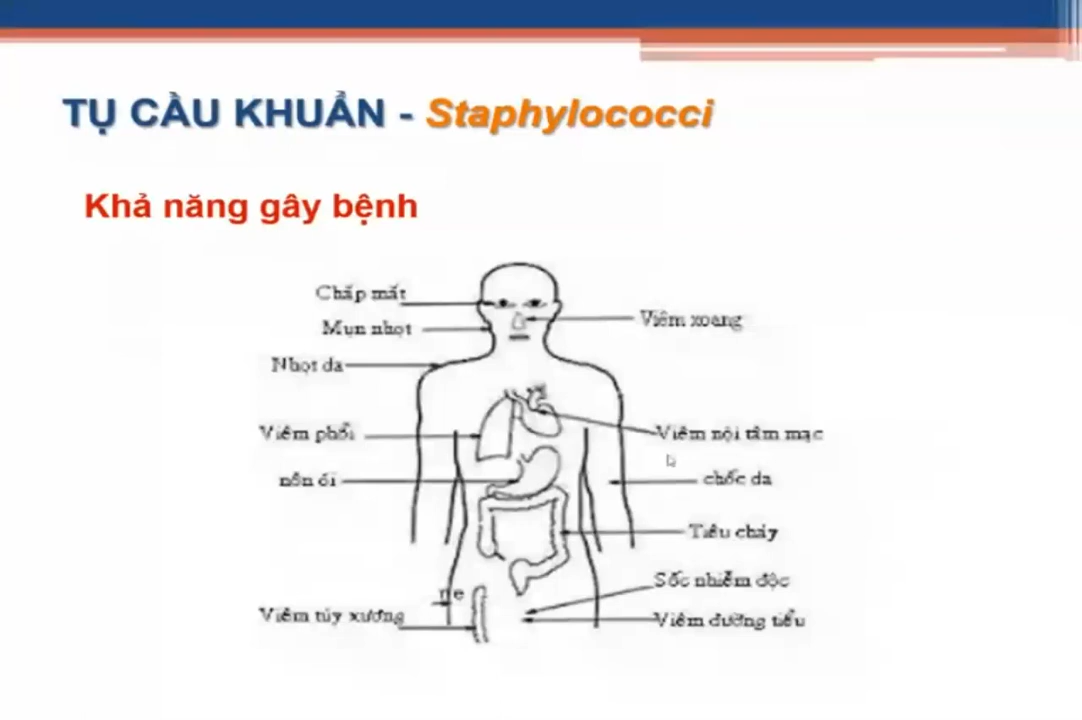 TỤ CẦU KHUẨN - Staphylococci
Khả năng gây bệnh
Chấp mắt
Viêm xoang
Mụn nhọt
Nhọt da
Viêm phổi
Viêm nội tâm mạc
nôn ói
chốc da
Tiêu chảy
Sốc nhiễm độc
Viêm tủy xương
Viêm đường tiểu